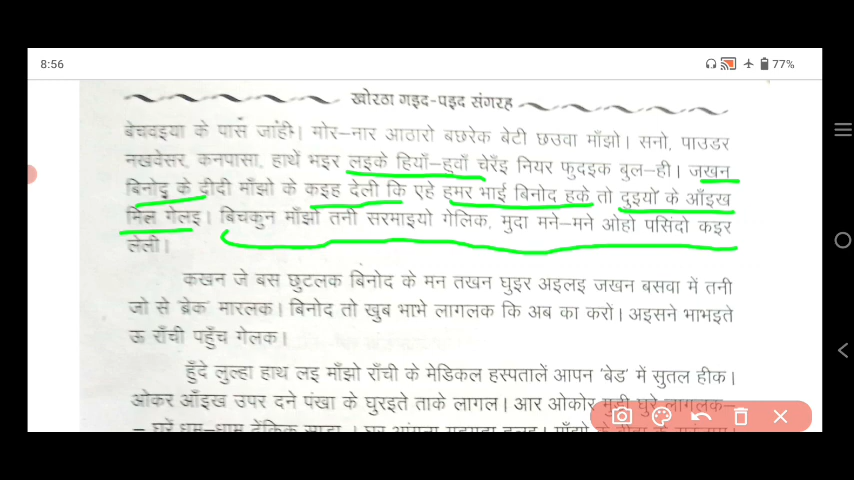 8:56
77%
खोरठा गइद-पइद संगरह
बेचवइया के पास जांही। मोर-नार आठारो बछरेक बेटी छउवा माँझो। सनो, पाउडर
नखवेसर, कनपासा, हाथें भइर लइके हियाँ-हुवाँ चेरँइ नियर फुदइक बुल-ही। जखन
बिनोद के दीदी माँझो के कइह देली कि एहे हमर भाई बिनोद हके तो दुइयो के आँइख
मिल गेलइ। बिचकुन माँझो तनी सरमाइयो गेलिक, मुदा मने-मने ओहो पसिंदो कइर
लेली।
कखन जे बस छुटलक बिनोद के मन तखन घुइर अइलइ जखन बसवा में तनी
जो से 'ब्रेक' मारलक। बिनोद तो खुब भाभे लागलक कि अब का करों। अइसने भाभइते
ऊ राँची पहुँच गेलक।
हुँदे लुल्हा हाथ लइ माँझो राँची के मेडिकल हस्पतालें आपन 'बेड' में सुतल हीक।
ओकर आँइख उपर दने पंखा के घुरइते ताके लागल। आर ओकोर मुड़ी घुरे लागलक-